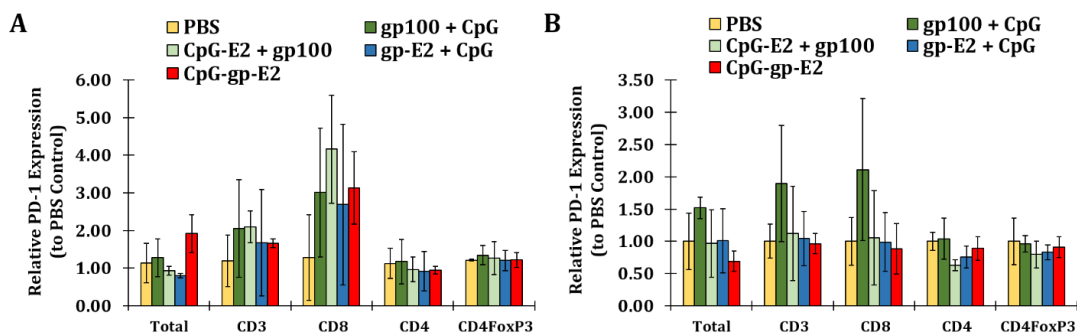 A
PBS
gp100 + CpG
CpG-E2 + gp100
gp-E2 + CpG
CpG-gp-E2
Relative PD-1 Expression
(to PBS Control)
6.00
5.00
4.00
3.00
2.00
1.00
0.00
Total
CD3
CD8
CD4
CD4FoxP3
B
PBS
gp100 + CpG
CpG-E2 + gp100
gp-E2 + CpG
CpG-gp-E2
Relative PD-1 Expression
(to PBS Control)
3.50
3.00
2.50
2.00
1.50
1.00
0.50
0.00
Total
CD3
CD8
CD4
CD4FoxP3